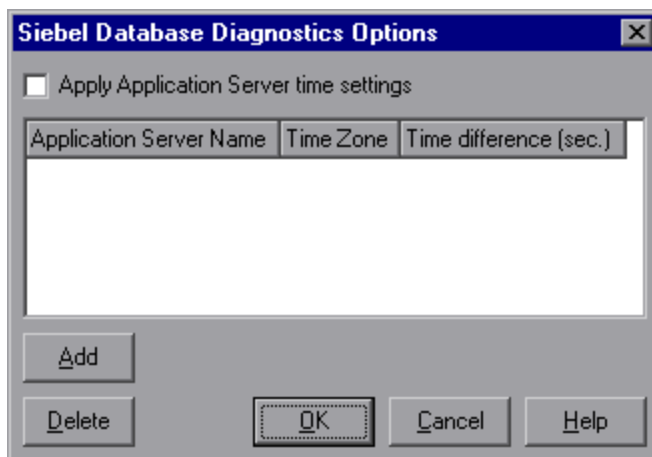 Siebel Database Diagnostics Options
Apply Application Server time settings
Application Server Name Time Zone Time difference (sec.)
Add
Delete OK Cancel Help